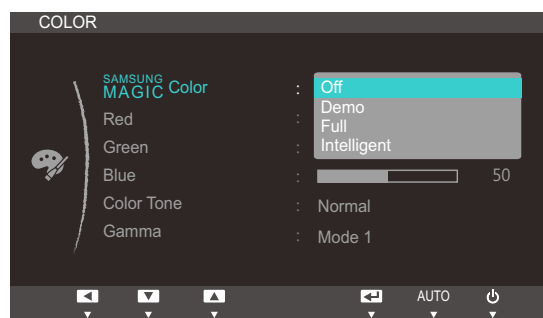 COLOR
SAMSUNG MAGIC Color : Off
Demo
Red : Full
Green : Intelligent
Blue : 50
Color Tone : Normal
Gamma : Mode 1
AUTO